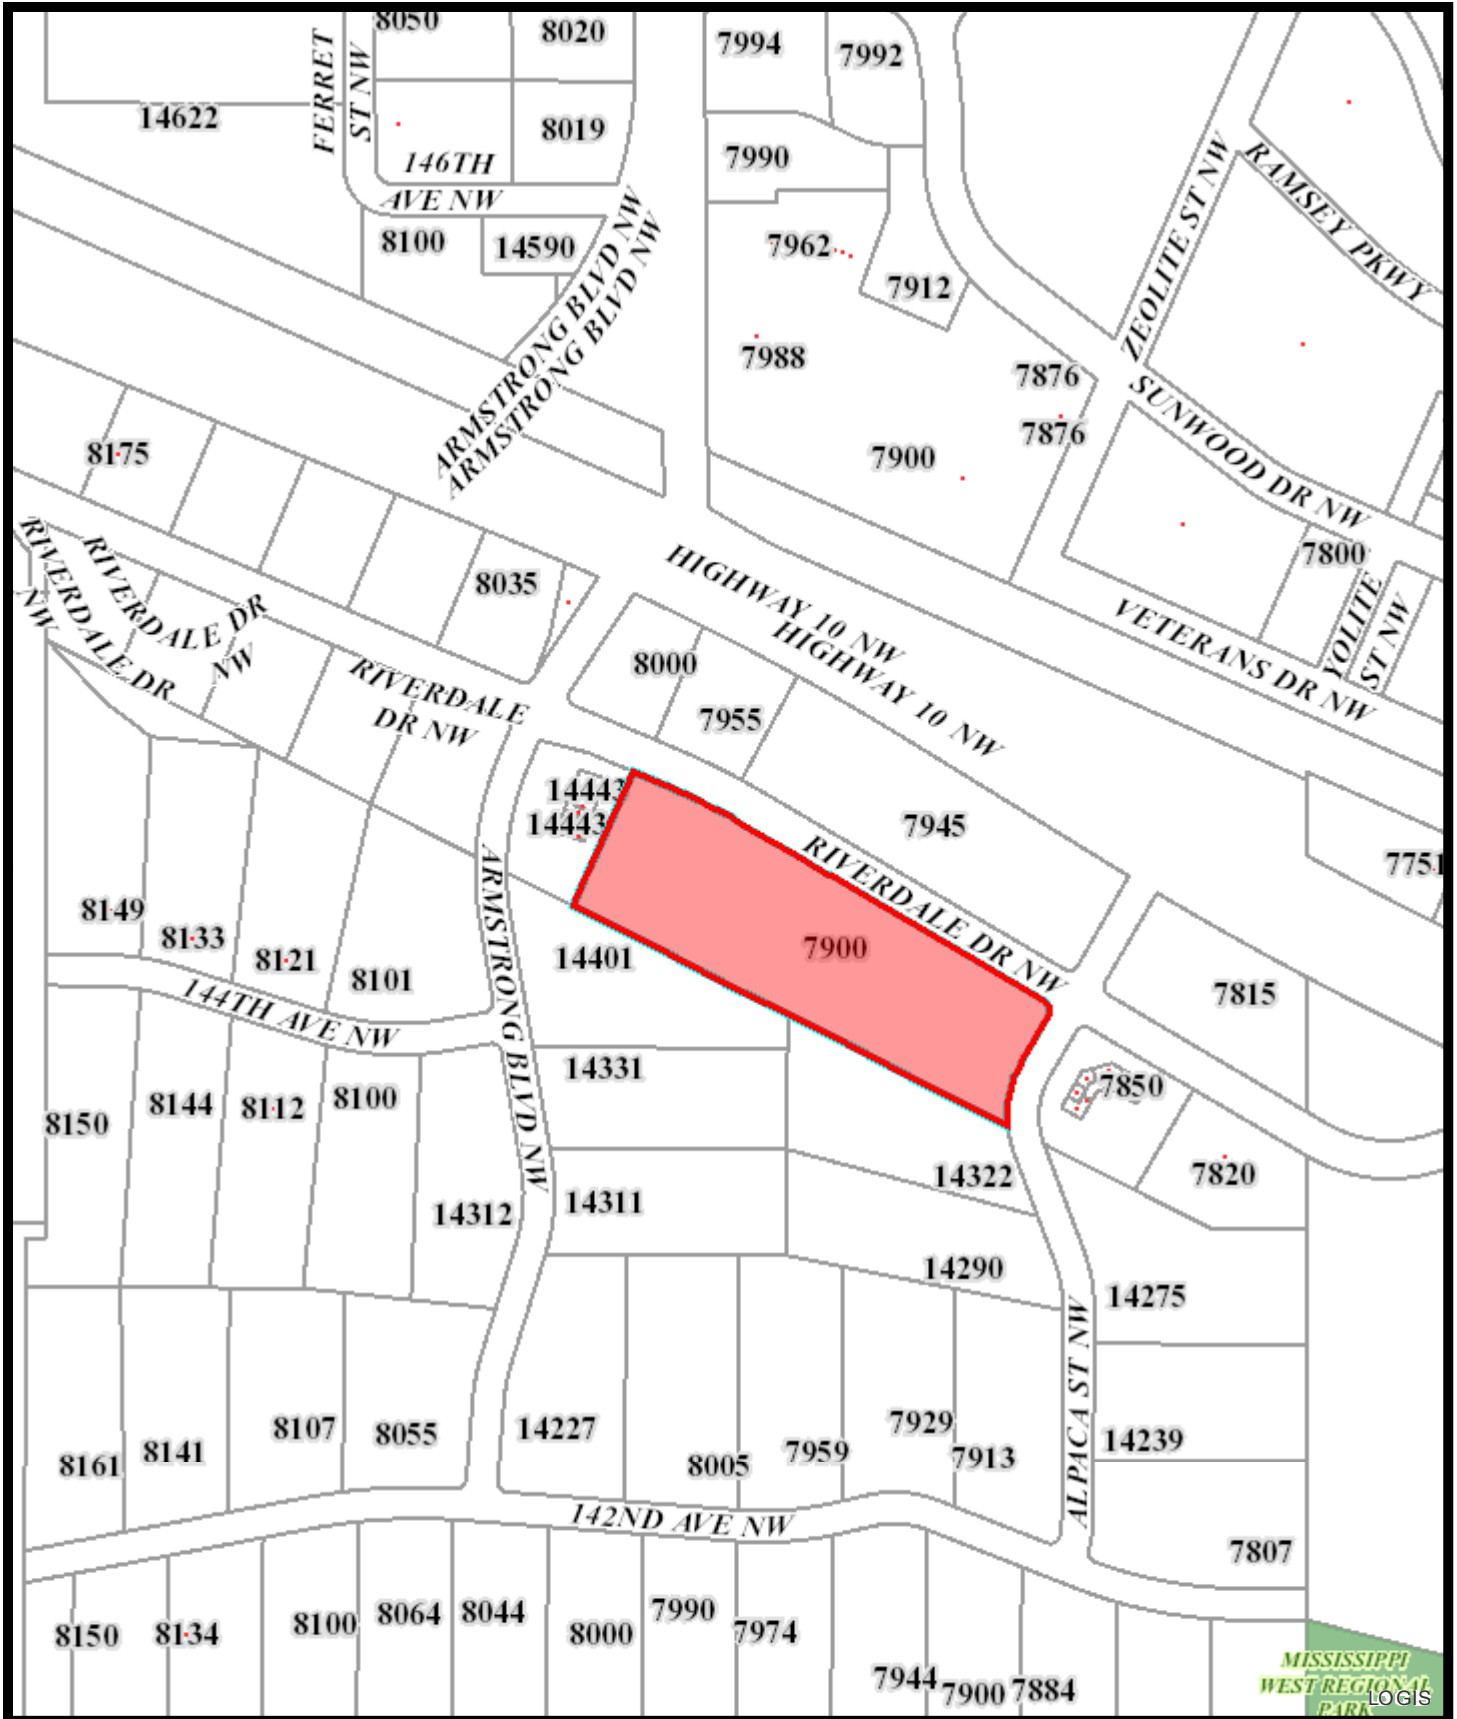 8050
8020
7994
7992
FERRET
ST NW
14622
8019
146TH
AVE NW
7990
8100
14590
7962
7912
ARMSTRONG BLVD NW
ARMSTRONG BLVD NW
ZEOLITE ST NW
RAMSEY PKWY
7988
7876
7876
7900
8175
SUNWOOD DR NW
7800
RIVERDALE DR
NW
RIVERDALE DR
NW
8035
HIGHWAY 10 NW
HIGHWAY 10 NW
VETERANS DR NW
YOLITE
ST NW
8000
7955
RIVERDALE
DR NW
14443
14443
7945
7751
RIVERDALE DR NW
ARMSTRONG BLVD NW
8149
8133
8121
8101
14401
7900
7815
144TH AVE NW
14331
8150
8144
8112
8100
7850
14322
7820
14312
14311
14290
14275
ALPACA ST NW
8161
8141
8107
8055
14227
8005
7959
7929
7913
14239
142ND AVE NW
7807
8150
8134
8100
8064
8044
8000
7990
7974
7944
7900
7884
MISSISSIPPI
WEST REGIONAL
PARK
LOGIS